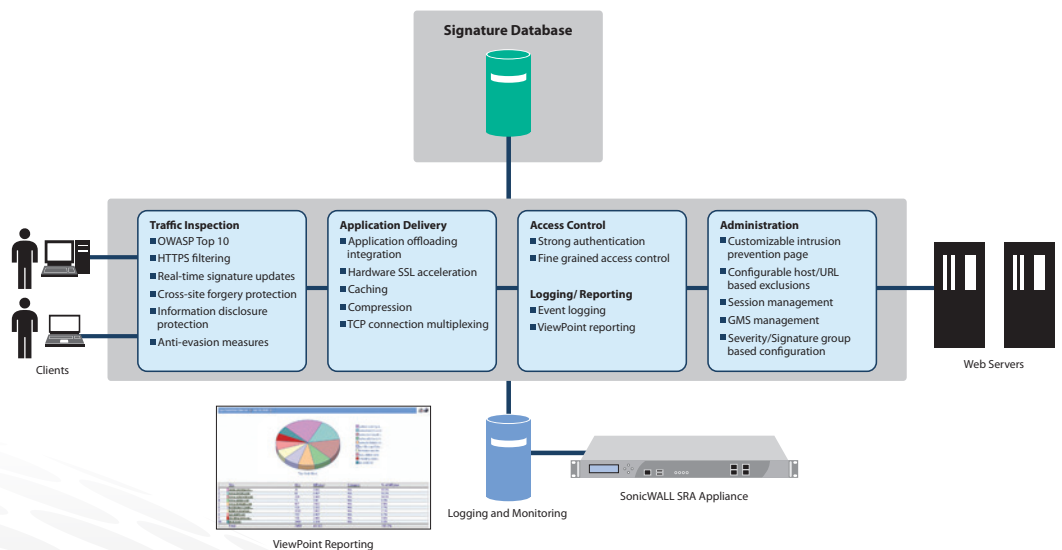 Signature Database
Traffic Inspection
OWASP Top 10
HTTPS filtering
Real-time signature updates
Cross-site forgery protection
Information disclosure
protection
Anti-evasion measures
Application Delivery
Application offloading
integration
Hardware SSL acceleration
Caching
Compression
TCP connection multiplexing
Access Control
Strong authentication
Fine grained access control
Logging/ Reporting
Event logging
ViewPoint reporting
Administration
Customizable intrusion
prevention page
Configurable host/URL
based exclusions
Session management
GMS management
Severity/Signature group
based configuration
Clients
Web Servers
Logging and Monitoring
SonicWALL SRA Appliance
ViewPoint Reporting